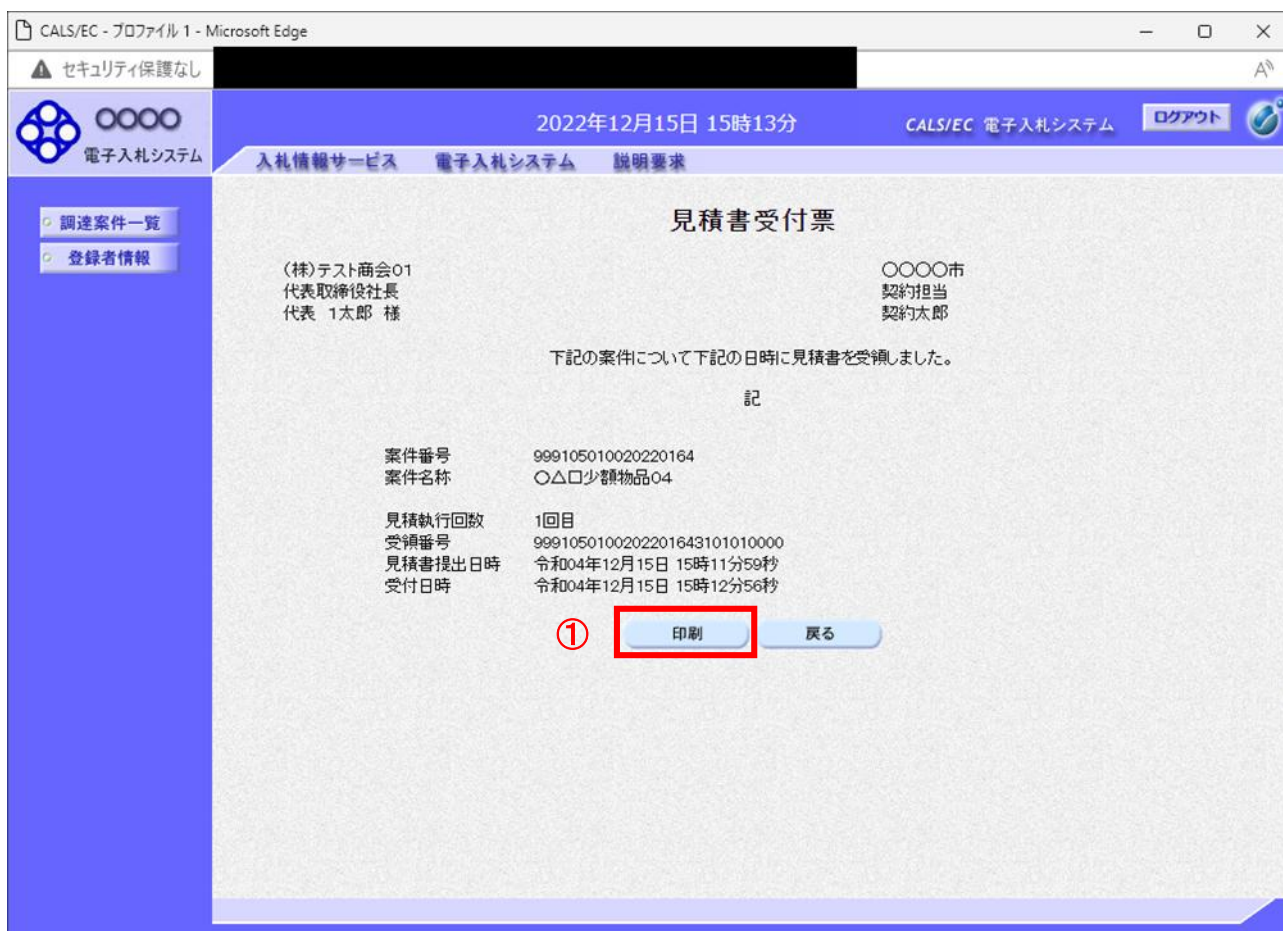 CALS/EC - プロファイル 1 - Microsoft Edge
セキュリティ保護なし
OOOO
電子入札システム
2022年12月15日 15時13分
CALS/EC 電子入札システム
ログアウト
入札情報サービス 電子入札システム 説明要求
調達案件一覧
登録者情報
見積書受付票
(株)テスト商会01
代表取締役社長
代表 1太郎 様
〇〇〇〇市
契約担当
契約太郎
下記の案件について下記の日時に見積書を受領しました。
記
案件番号 999105010020220164
案件名称 〇△口少額物品04
見積執行回数 1回目
受領番号 9991050100202201643101010000
見積書提出日時 令和04年12月15日 15時11分59秒
受付日時 令和04年12月15日 15時12分56秒
① 印刷 戻る